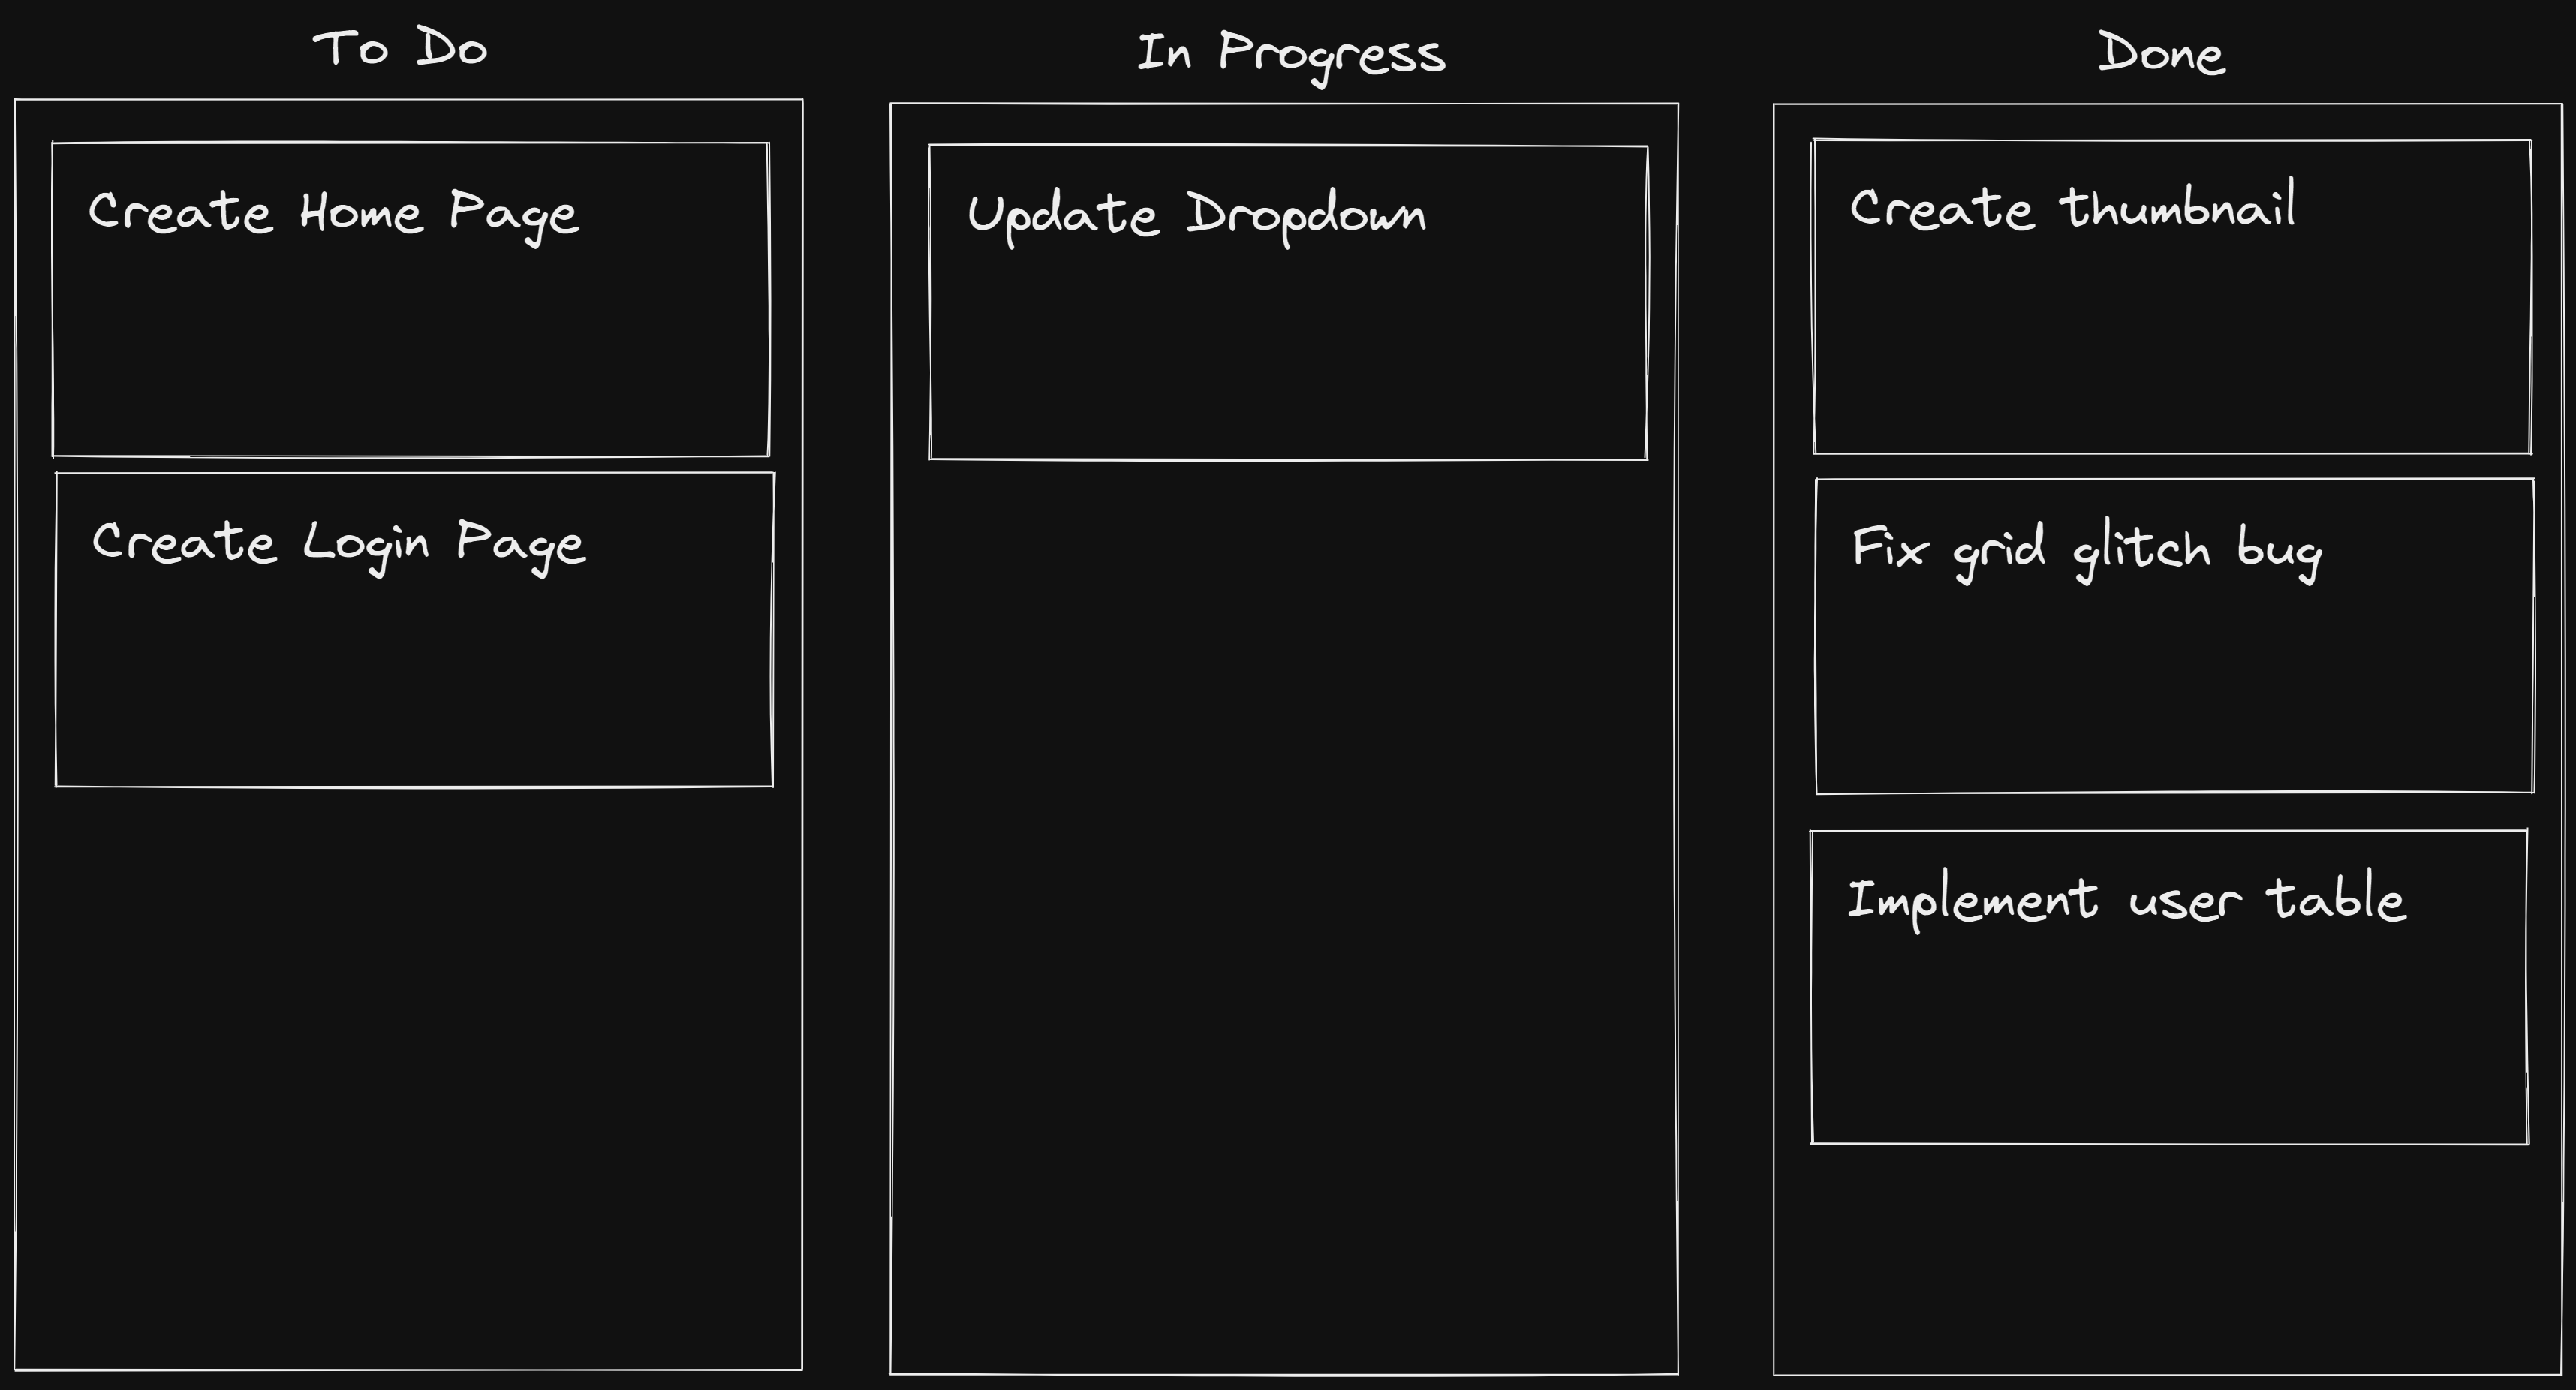 To Do
Create Home Page
Create Login Page
In Progress
Update Dropdown
Done
Create thumbnail
Fix grid glitch bug
Implement user table